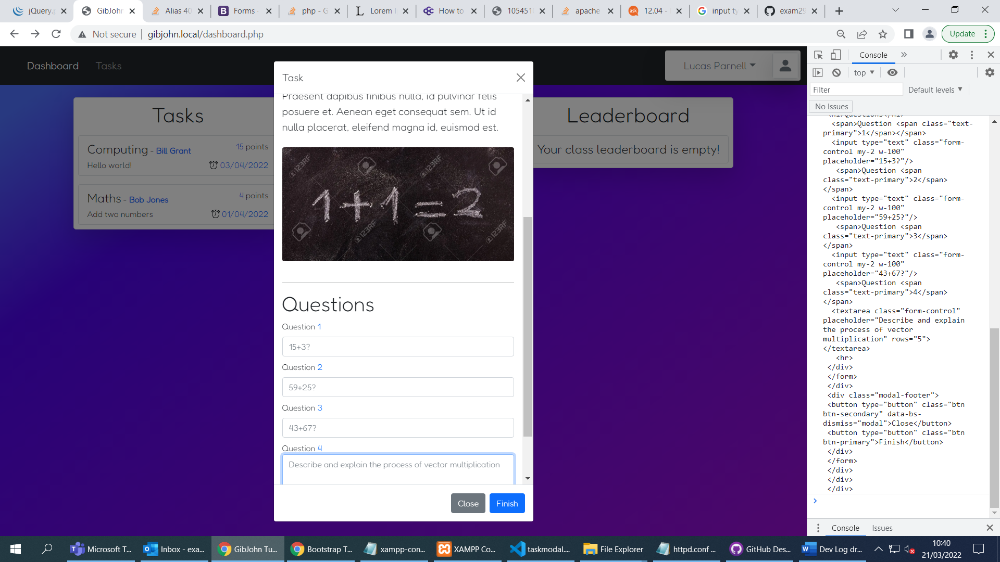 jQuery.p
GibJohn
Alias 40
Forms ·
php - G
Lorem I
How to
105451
apache
12.04 -
input ty
exam29
Not secure
gibjohn.local/dashboard.php
Update
Dashboard
Tasks
Lucas Parnell
Tasks
Computing - Bill Grant
15 points
Hello world!
03/04/2022
Maths - Bob Jones
4 points
Add two numbers
01/04/2022
Task
Praesent dapibus finibus nulla, id pulvinar felis
posuere et. Aenean eget consequat sem. Ut id
nulla placerat, eleifend magna id, euismod est.
1+1=2
123RF
123RF
123RF
123RF
Questions
Question 1
15+3?
Question 2
59+25?
Question 3
43+67?
Question 4
Describe and explain the process of vector multiplication
Close
Finish
Leaderboard
Your class leaderboard is empty!
Console
top
Filter
Default levels
No Issues
<h1>Questions</h1>
<span>Question <span class="text-
primary">1</span></span>
<input type="text" class="form-
control my-2 w-100"
placeholder="15+3?"/>
<span>Question <span
class="text-primary">2</span>
</span>
<input type="text" class="form-
control my-2 w-100"
placeholder="59+25?"/>
<span>Question <span
class="text-primary">3</span>
</span>
<input type="text" class="form-
control my-2 w-100"
placeholder="43+67?"/>
<span>Question <span
class="text-primary">4</span>
</span>
<textarea class="form-control"
placeholder="Describe and explain
the process of vector
multiplication" rows="5">
</textarea>
<hr>
</div>
</form>
</div>
<div class="modal-footer">
<button type="button" class="btn
btn-secondary" data-bs-
dismiss="modal">Close</button>
<button type="button" class="btn
btn-primary">Finish</button>
</div>
</form>
</div>
</div>
</div>
Console
Issues
Microsoft T...
Inbox - exa...
GibJohn Tu...
Bootstrap T...
xampp-con...
XAMPP Co...
taskmodal....
File Explorer
httpd.conf ...
GitHub Des...
Dev Log dr...
10:40
21/03/2022